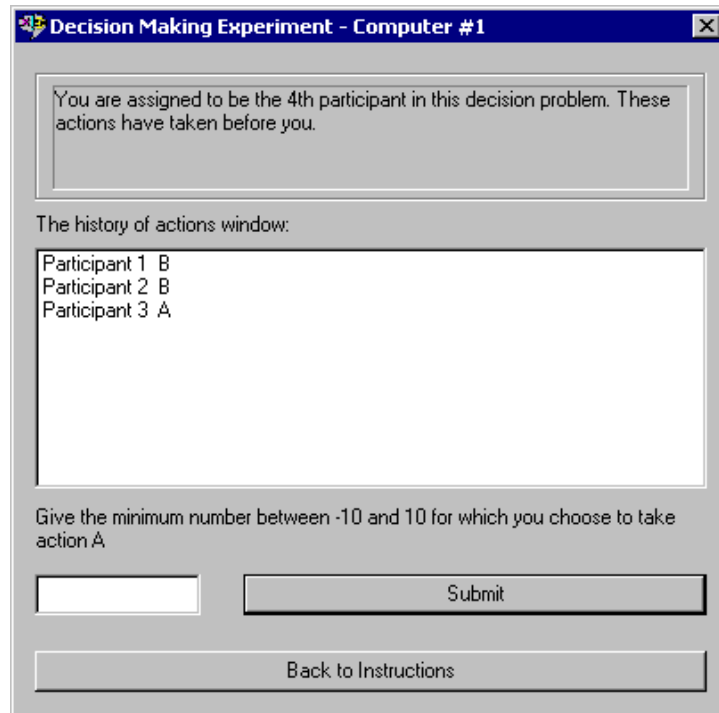 Decision Making Experiment - Computer #1
You are assigned to be the 4th participant in this decision problem. These
actions have taken before you.
The history of actions window:
Participant 1 B
Participant 2 B
Participant 3 A
Give the minimum number between -10 and 10 for which you choose to take
action A
Submit
Back to Instructions